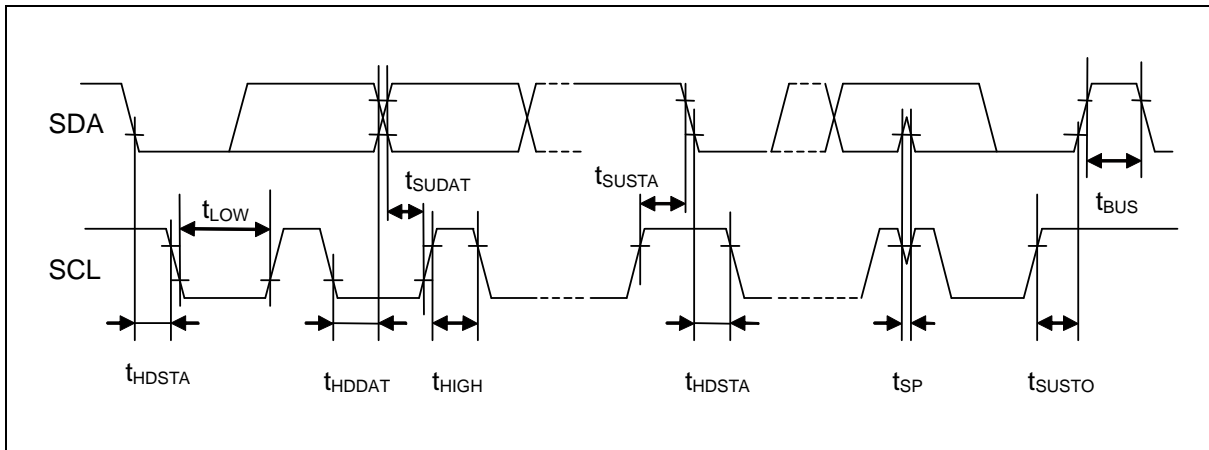 SDA
tSUDAT
tSUSTA
tLOW
tBUS
SCL
tHDSTA
tHDDAT
tHIGH
tHDSTA
tSP
tSUSTO